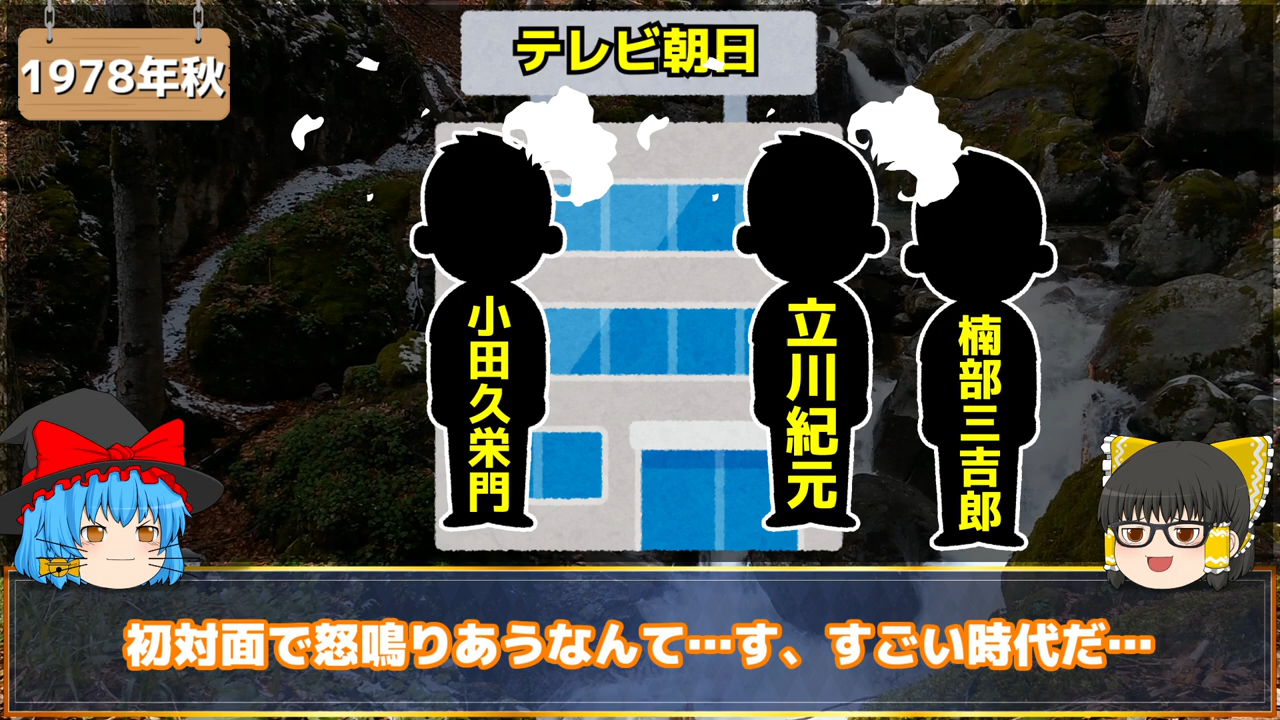 1978年秋
テレビ朝日
小田久栄門
立川紀元
楠部三吉郎
初対面で怒鳴りあうなんて…す、すごい時代だ…